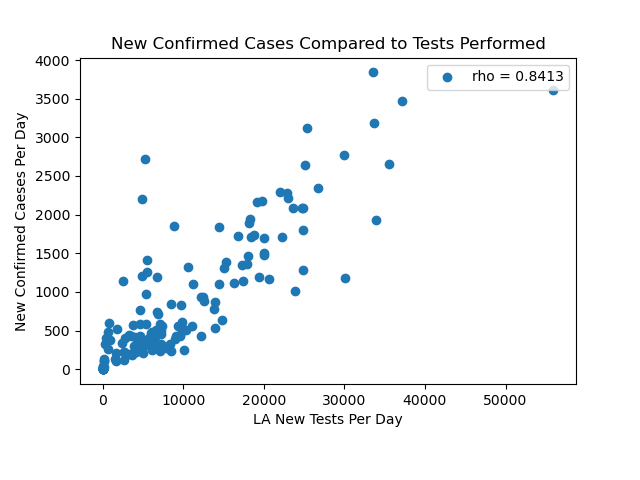 New Confirmed Cases Compared to Tests Performed
rho = 0.8413
New Confirmed Caeses Per Day
4000
3500
3000
2500
2000
1500
1000
500
0
0 10000 20000 30000 40000 50000
LA New Tests Per Day